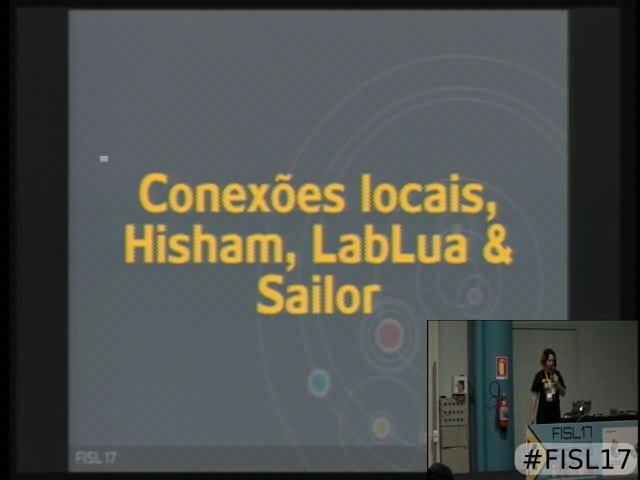 Conexões locais,
Hisham, LabLua &
Sailor
FISL 17
FISL17
#FISL17